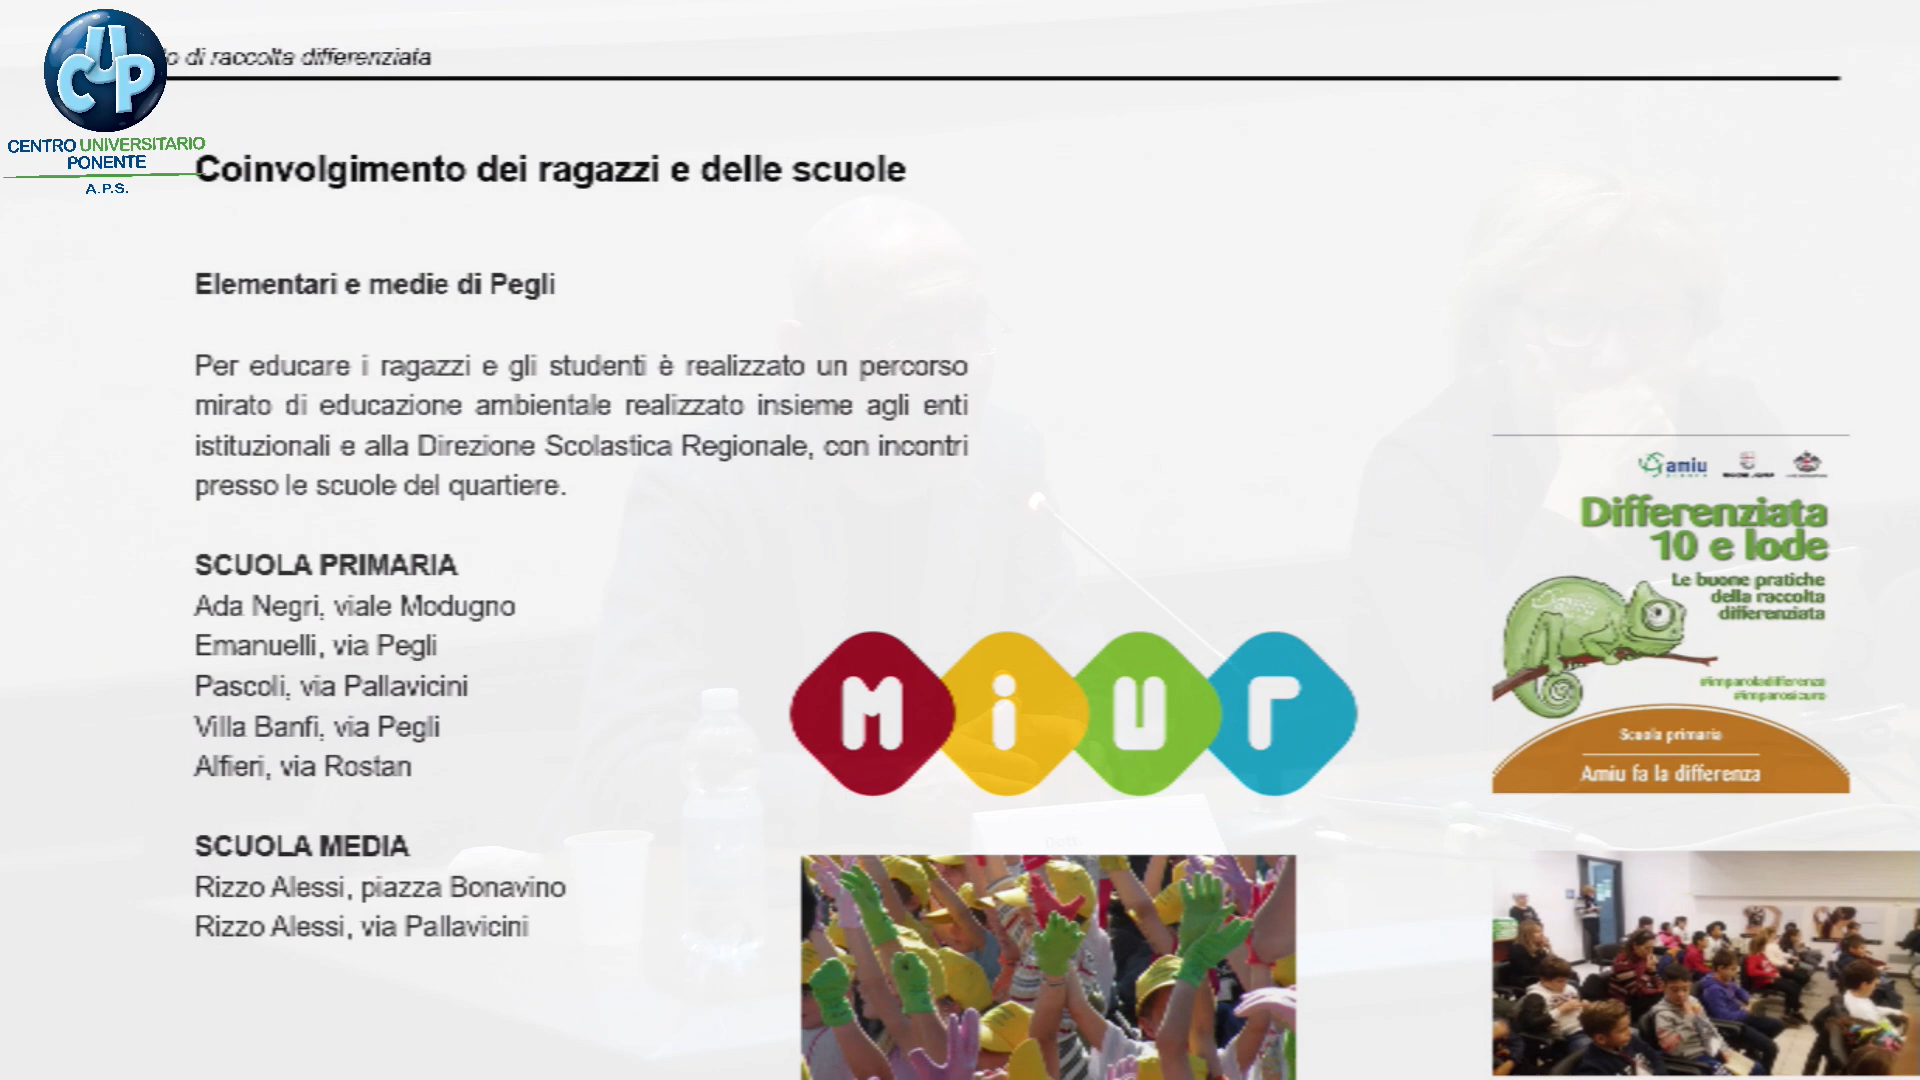 CUP
CENTRO UNIVERSITARIO
PONENTE
A.P.S.
di raccolta differenziata
Coinvolgimento dei ragazzi e delle scuole
Elementari e medie di Pegli
Per educare i ragazzi e gli studenti è realizzato un percorso
mirato di educazione ambientale realizzato insieme agli enti
istituzionali e alla Direzione Scolastica Regionale, con incontri
presso le scuole del quartiere.
SCUOLA PRIMARIA
Ada Negri, viale Modugno
Emanuelli, via Pegli
Pascoli, via Pallavicini
Villa Banfi, via Pegli
Alfieri, via Rostan
SCUOLA MEDIA
Rizzo Alessi, piazza Bonavino
Rizzo Alessi, via Pallavicini
Miur
amiu
Differenziata
10 e lode
Le buone pratiche
della raccolta
differenziata
#imparoladifferenza
#imparosicuro
Scuola primaria
Amiu fa la differenza